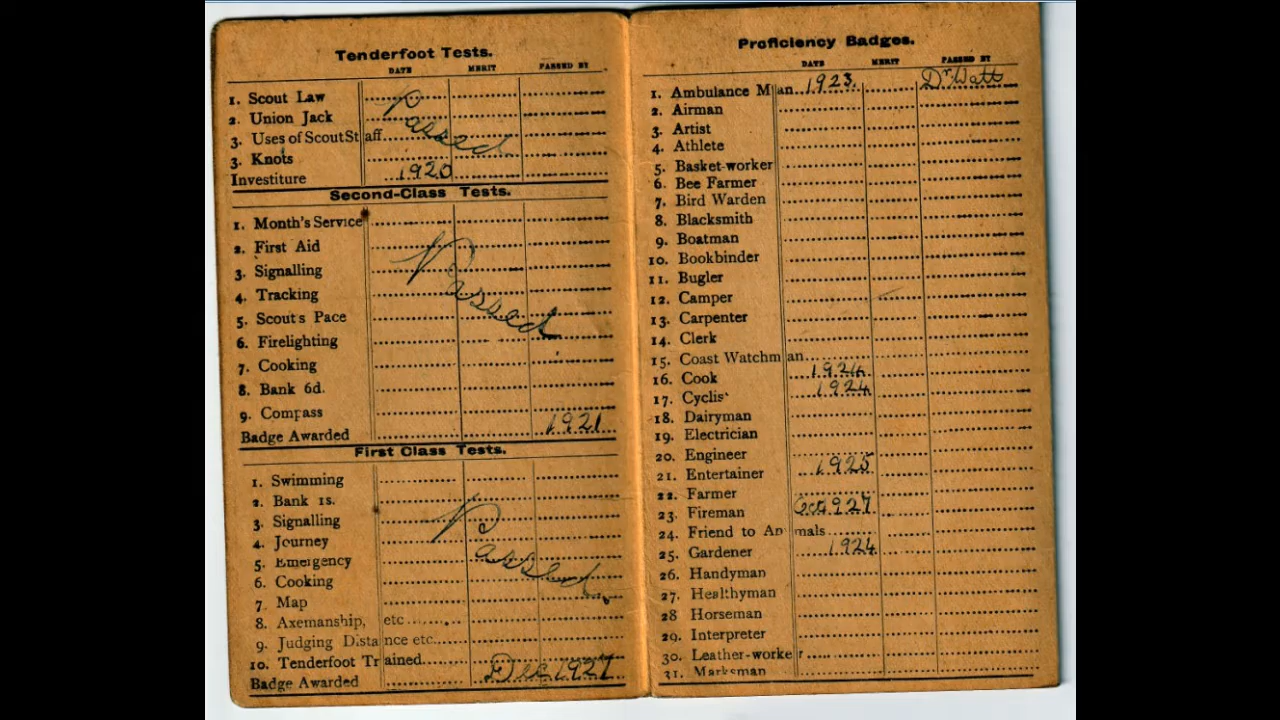 Tenderfoot Tests.
DATE MERIT PASSED BY
1. Scout Law
2. Union Jack
3. Uses of Scout Staff
3. Knots
Passed
Investiture 1920
Second-Class Tests.
1. Month's Service
2. First Aid
3. Signalling
4. Tracking
5. Scout's Pace
6. Firelighting
7. Cooking
8. Bank 6d.
9. Compass
Passed
Badge Awarded 1921
First Class Tests.
1. Swimming
2. Bank 1s.
3. Signalling
4. Journey
5. Emergency
6. Cooking
7. Map
8. Axemanship, etc
9. Judging Distance etc.
10. Tenderfoot Trained
Passed
Badge Awarded Dec 1927
Proficiency Badges.
DATE MERIT PASSED BY
1. Ambulance Man 1923 Dr Watt
2. Airman
3. Artist
4. Athlete
5. Basket-worker
6. Bee Farmer
7. Bird Warden
8. Blacksmith
9. Boatman
10. Bookbinder
11. Bugler
12. Camper
13. Carpenter
14. Clerk
15. Coast Watchman
16. Cook 1924
17. Cyclist 1924
18. Dairyman
19. Electrician
20. Engineer
21. Entertainer 1925
22. Farmer
23. Fireman Oct 1927
24. Friend to Animals
25. Gardener 1924
26. Handyman
27. Healthyman
28 Horseman
29. Interpreter
30. Leather-worker
31. Marksman